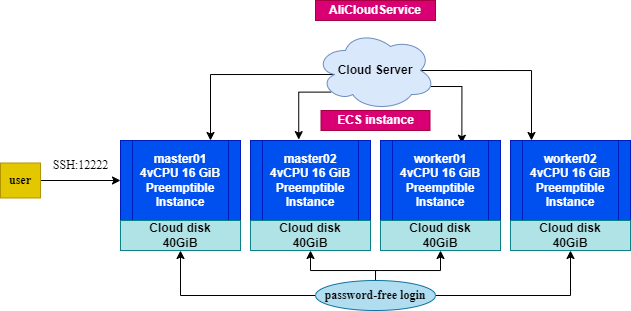 AliCloudService
Cloud Server
ECS instance
master01
4vCPU 16 GiB
Preemptible
Instance
master02
4vCPU 16 GiB
Preemptible
Instance
worker01
4vCPU 16 GiB
Preemptible
Instance
worker02
4vCPU 16 GiB
Preemptible
Instance
SSH:12222
user
Cloud disk
40GiB
Cloud disk
40GiB
Cloud disk
40GiB
Cloud disk
40GiB
password-free login